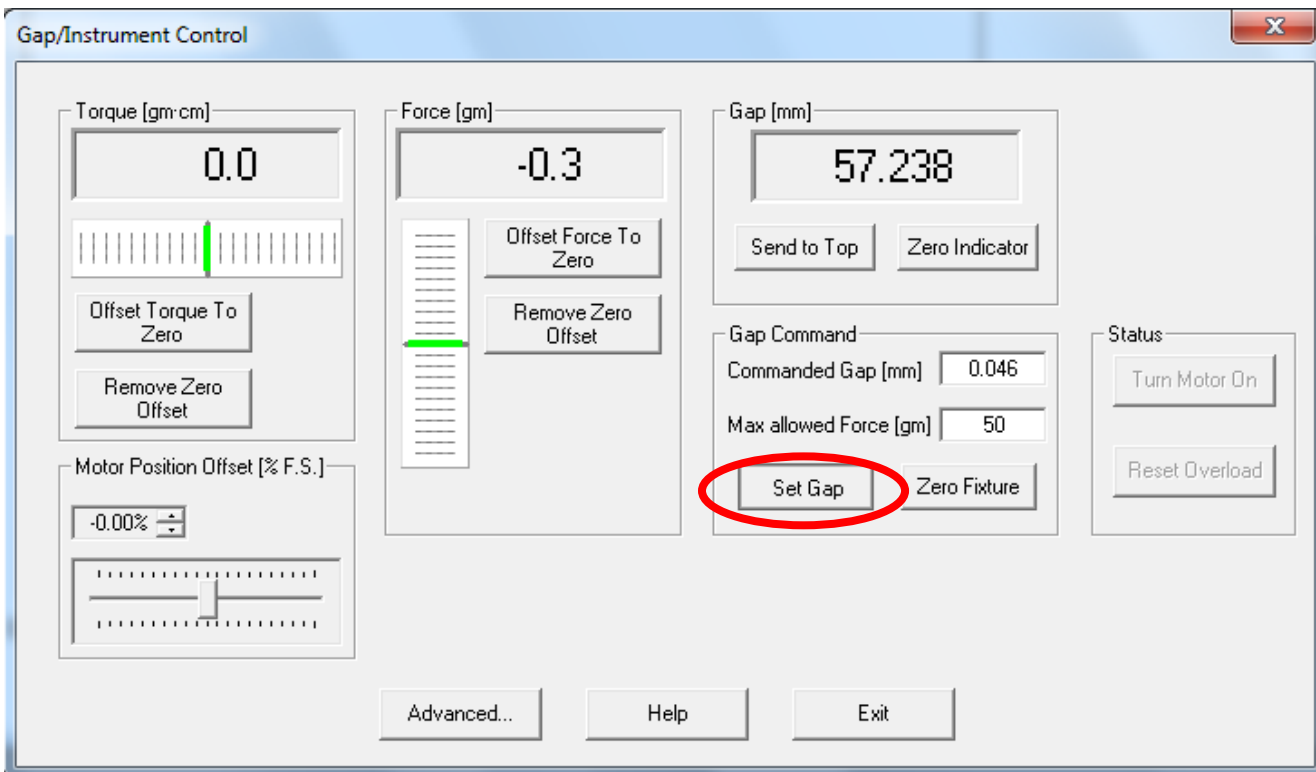 Gap/Instrument Control
x
Torque [gm·cm]
0.0
Offset Torque To
Zero
Remove Zero
Offset
Motor Position Offset [% F.S.]
-0.00%
Force [gm]
-0.3
Offset Force To
Zero
Remove Zero
Offset
Gap [mm]
57.238
Send to Top
Zero Indicator
Gap Command
Commanded Gap [mm]
0.046
Max allowed Force [gm]
50
Set Gap
Zero Fixture
Status
Turn Motor On
Reset Overload
Advanced...
Help
Exit